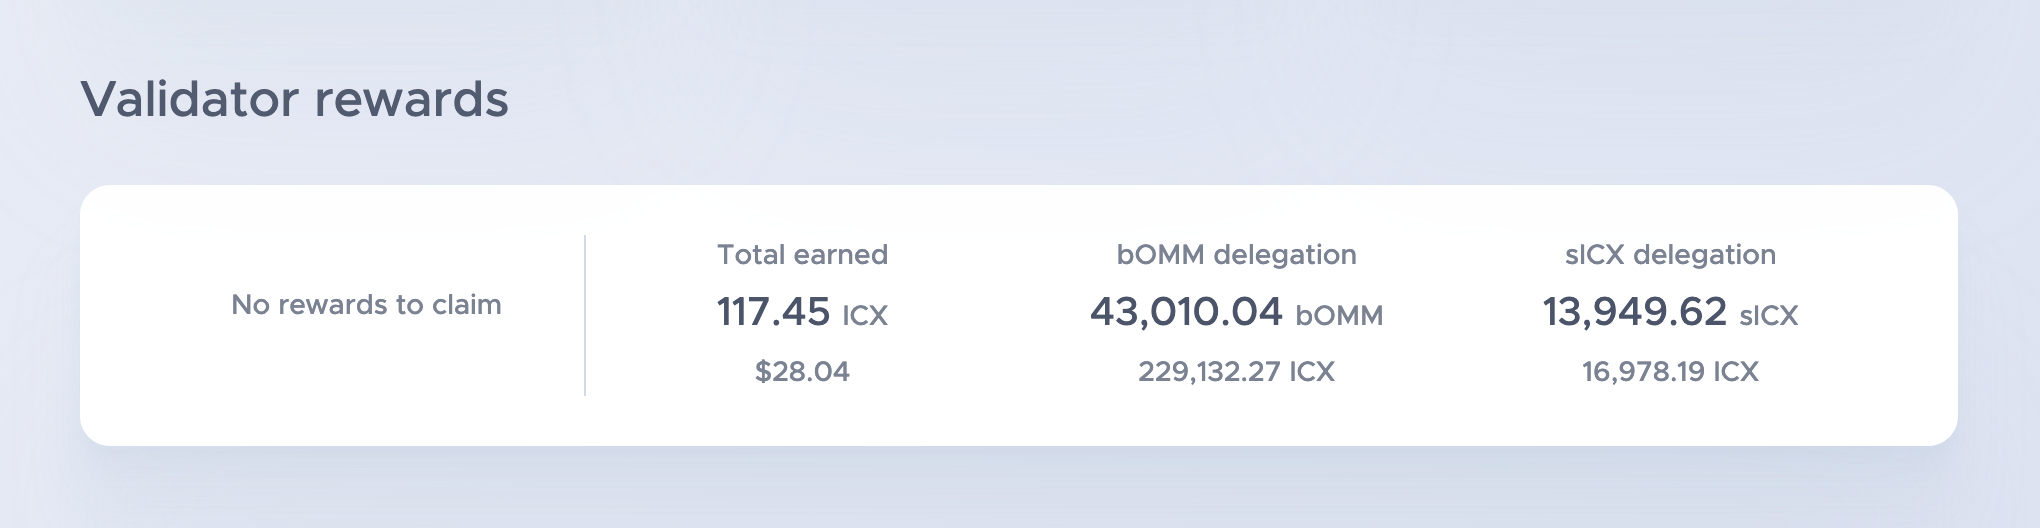 Validator rewards
No rewards to claim
Total earned
117.45 ICX
$28.04
bOMM delegation
43,010.04 bOMM
229,132.27 ICX
sICX delegation
13,949.62 sICX
16,978.19 ICX